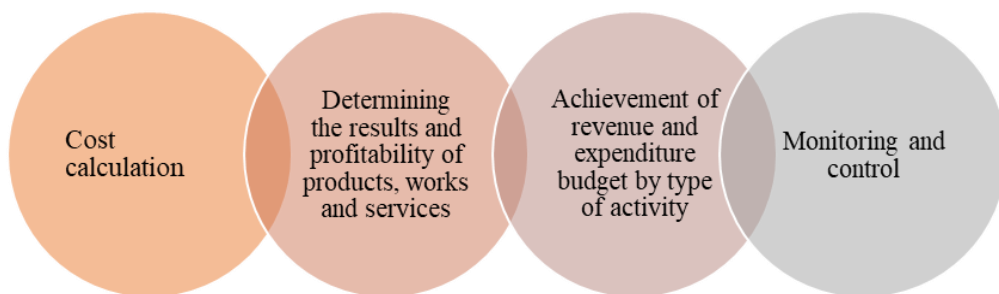 Cost
calculation
Determining
the results and
profitability of
products, works
and services
Achievement of
revenue and
expenditure
budget by type
of activity
Monitoring and
control